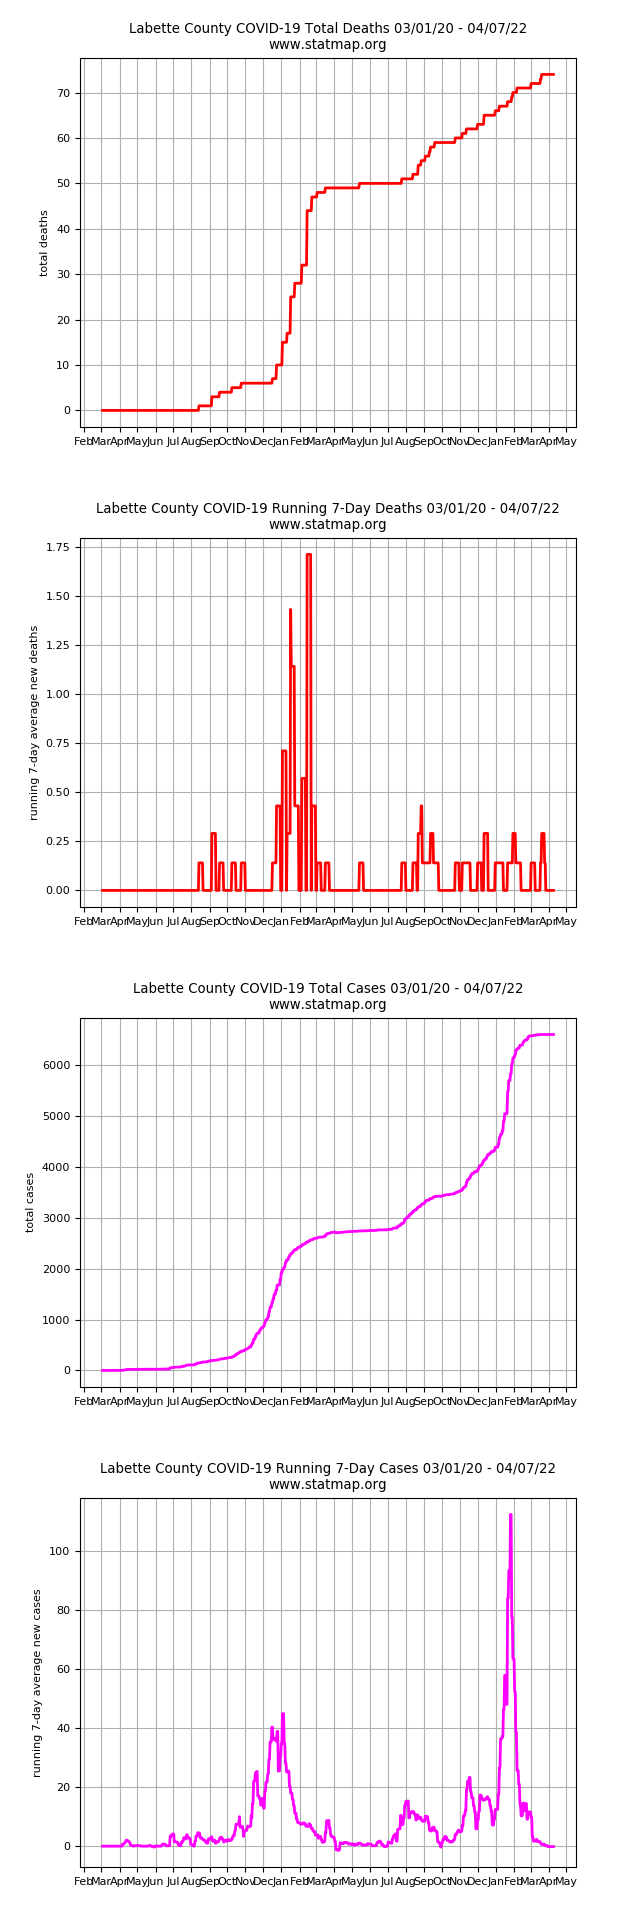 Labette County COVID-19 Total Deaths 03/01/20 - 04/07/22
www.statmap.org
70
60
50
40
30
20
10
0
total deaths
Feb Mar Apr May Jun Jul Aug Sep Oct Nov Dec Jan Feb Mar Apr May Jun Jul Aug Sep Oct Nov Dec Jan Feb Mar Apr May
Labette County COVID-19 Running 7-Day Deaths 03/01/20 - 04/07/22
www.statmap.org
1.75
1.50
1.25
1.00
0.75
0.50
0.25
0.00
running 7-day average new deaths
Feb Mar Apr May Jun Jul Aug Sep Oct Nov Dec Jan Feb Mar Apr May Jun Jul Aug Sep Oct Nov Dec Jan Feb Mar Apr May
Labette County COVID-19 Total Cases 03/01/20 - 04/07/22
www.statmap.org
6000
5000
4000
3000
2000
1000
0
total cases
Feb Mar Apr May Jun Jul Aug Sep Oct Nov Dec Jan Feb Mar Apr May Jun Jul Aug Sep Oct Nov Dec Jan Feb Mar Apr May
Labette County COVID-19 Running 7-Day Cases 03/01/20 - 04/07/22
www.statmap.org
100
80
60
40
20
0
running 7-day average new cases
Feb Mar Apr May Jun Jul Aug Sep Oct Nov Dec Jan Feb Mar Apr May Jun Jul Aug Sep Oct Nov Dec Jan Feb Mar Apr May